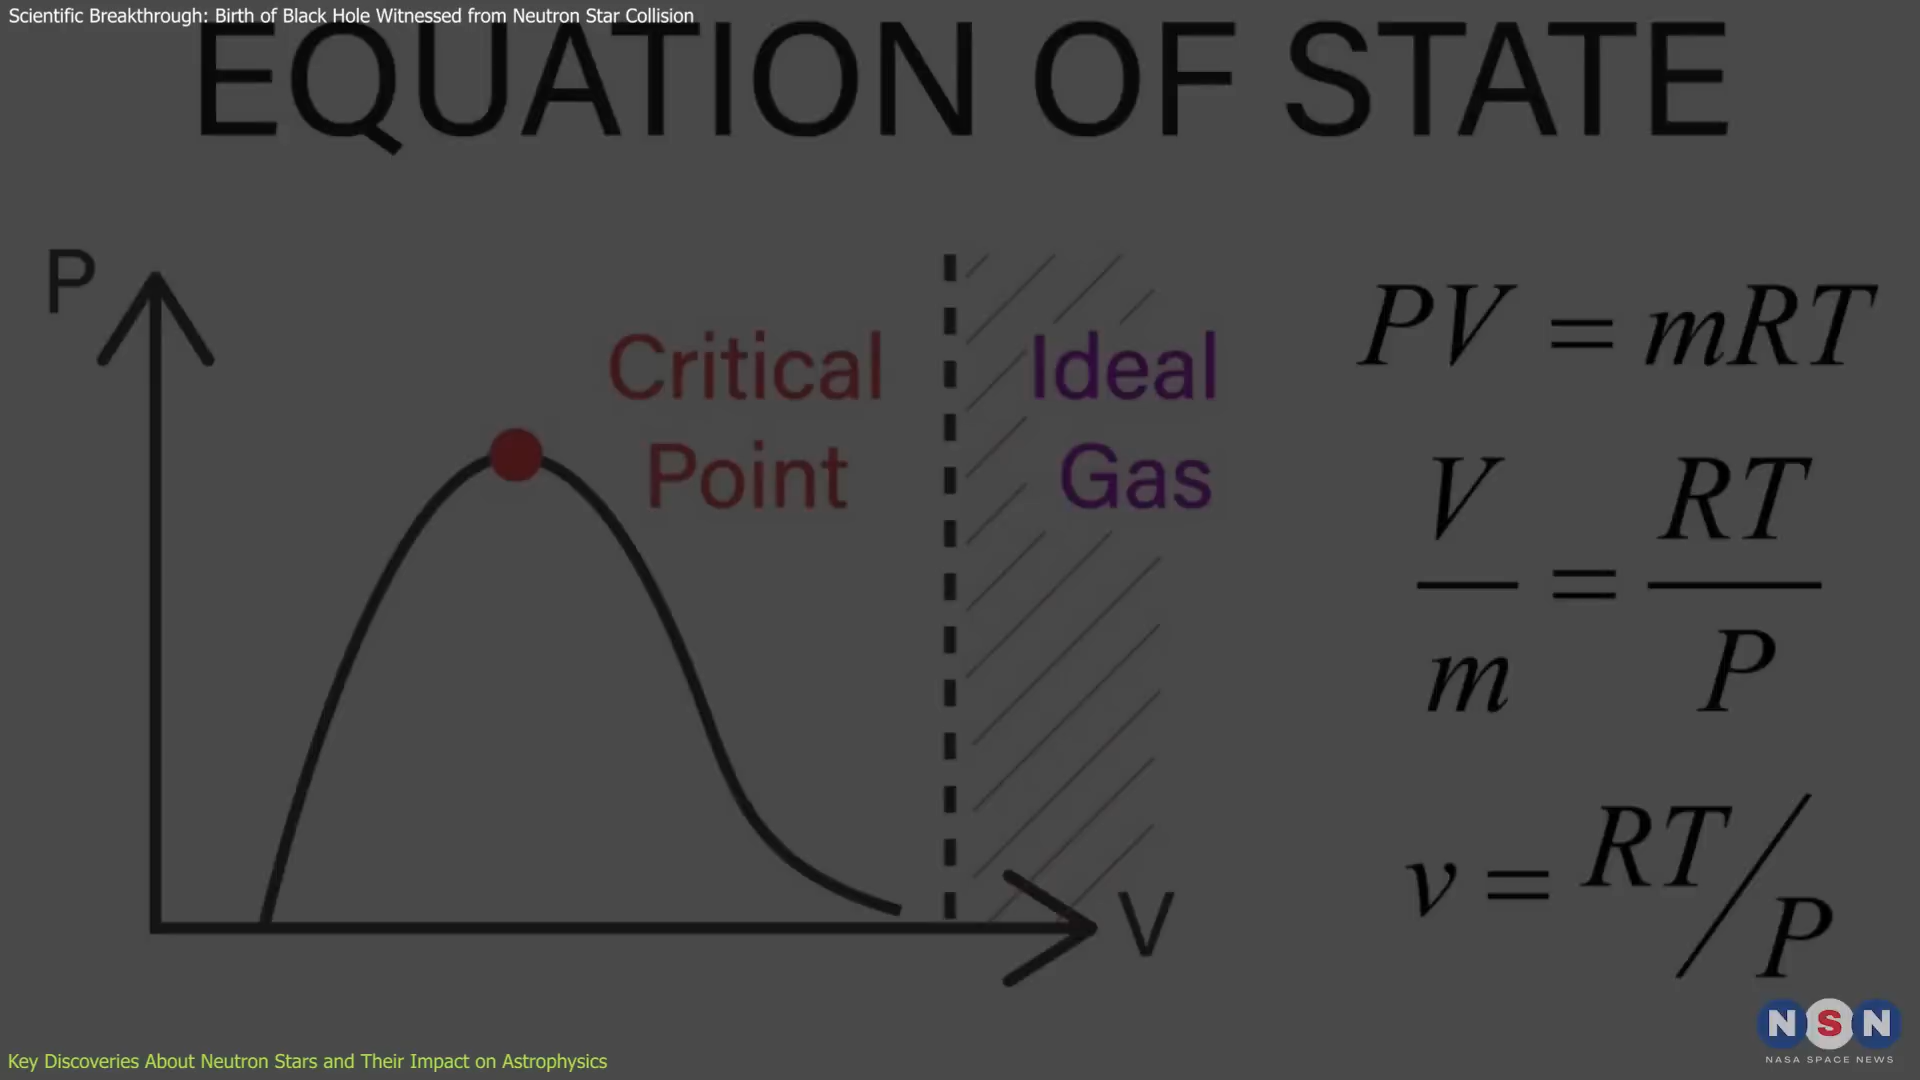 Scientific Breakthrough: Birth of Black Hole Witnessed from Neutron Star Collision
EQUATION OF STATE
P
Critical
Point
Ideal
Gas
V
PV = mRT
V/m = RT/P
v = RT/P
NSN
NASA SPACE NEWS
Key Discoveries About Neutron Stars and Their Impact on Astrophysics